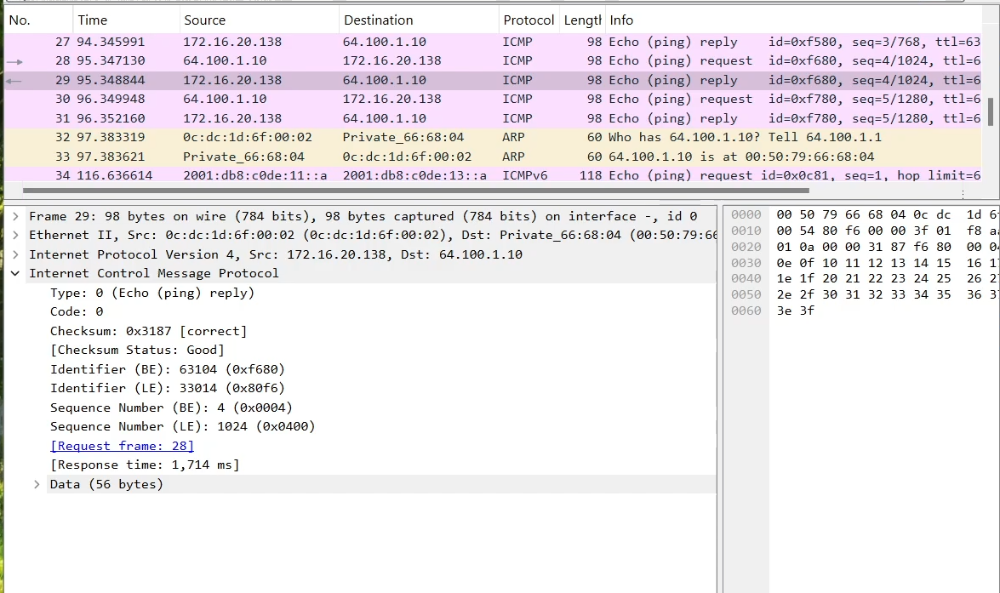 No. Time Source Destination Protocol Length Info
27 94.345991 172.16.20.138 64.100.1.10 ICMP 98 Echo (ping) reply id=0xf580, seq=3/768, ttl=63
28 95.347130 64.100.1.10 172.16.20.138 ICMP 98 Echo (ping) request id=0xf680, seq=4/1024, ttl=6
29 95.348844 172.16.20.138 64.100.1.10 ICMP 98 Echo (ping) reply id=0xf680, seq=4/1024, ttl=6
30 96.349948 64.100.1.10 172.16.20.138 ICMP 98 Echo (ping) request id=0xf780, seq=5/1280, ttl=6
31 96.352160 172.16.20.138 64.100.1.10 ICMP 98 Echo (ping) reply id=0xf780, seq=5/1280, ttl=6
32 97.383319 0c:dc:1d:6f:00:02 Private_66:68:04 ARP 60 Who has 64.100.1.10? Tell 64.100.1.1
33 97.383621 Private_66:68:04 0c:dc:1d:6f:00:02 ARP 60 64.100.1.10 is at 00:50:79:66:68:04
34 116.636614 2001:db8:c0de:11::a 2001:db8:c0de:13::a ICMPv6 118 Echo (ping) request id=0x0c81, seq=1, hop limit=6
Frame 29: 98 bytes on wire (784 bits), 98 bytes captured (784 bits) on interface -, id 0
Ethernet II, Src: 0c:dc:1d:6f:00:02 (0c:dc:1d:6f:00:02), Dst: Private_66:68:04 (00:50:79:66
Internet Protocol Version 4, Src: 172.16.20.138, Dst: 64.100.1.10
Internet Control Message Protocol
Type: 0 (Echo (ping) reply)
Code: 0
Checksum: 0x3187 [correct]
[Checksum Status: Good]
Identifier (BE): 63104 (0xf680)
Identifier (LE): 33014 (0x80f6)
Sequence Number (BE): 4 (0x0004)
Sequence Number (LE): 1024 (0x0400)
[Request frame: 28]
[Response time: 1,714 ms]
Data (56 bytes)
0000 00 50 79 66 68 04 0c dc 1d 6
0010 00 54 80 f6 00 00 3f 01 f8 a
0020 01 0a 00 00 31 87 f6 80 00 0
0030 0e 0f 10 11 12 13 14 15 16 1
0040 1e 1f 20 21 22 23 24 25 26 2
0050 2e 2f 30 31 32 33 34 35 36 3
0060 3e 3f